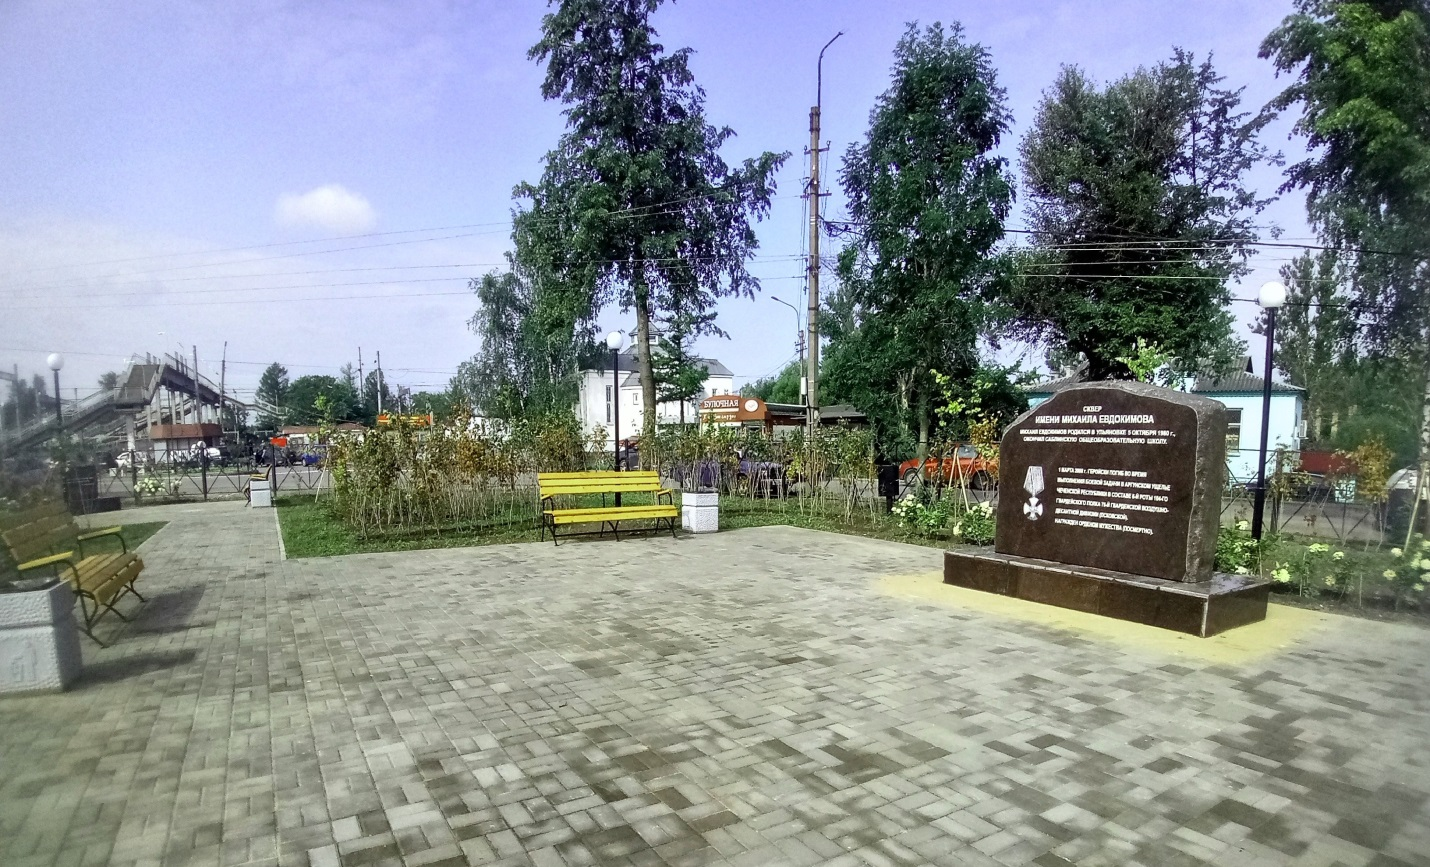 БУЛОЧНАЯ
СКВЕР
ИМЕНИ МИХАИЛА ЕВДОКИМОВА
МИХАИЛ ЕВДОКИМОВ РОДИЛСЯ В УЛЬЯНОВКЕ 5 ОКТЯБРЯ 1980 г.,
ОКОНЧИЛ САБЛИНСКУЮ ОБЩЕОБРАЗОВАТЕЛЬНУЮ ШКОЛУ.
1 МАРТА 2000 г. ГЕРОЙСКИ ПОГИБ ВО ВРЕМЯ
ВЫПОЛНЕНИЯ БОЕВОЙ ЗАДАЧИ В АРГУНСКОМ УЩЕЛЬЕ
ЧЕЧЕНСКОЙ РЕСПУБЛИКИ В СОСТАВЕ 6-Й РОТЫ 104-ГО
ГВАРДЕЙСКОГО ПОЛКА 76-Й ГВАРДЕЙСКОЙ ВОЗДУШНО-
ДЕСАНТНОЙ ДИВИЗИИ (ПСКОВСКОЙ).
НАГРАЖДЕН ОРДЕНОМ МУЖЕСТВА (ПОСМЕРТНО).